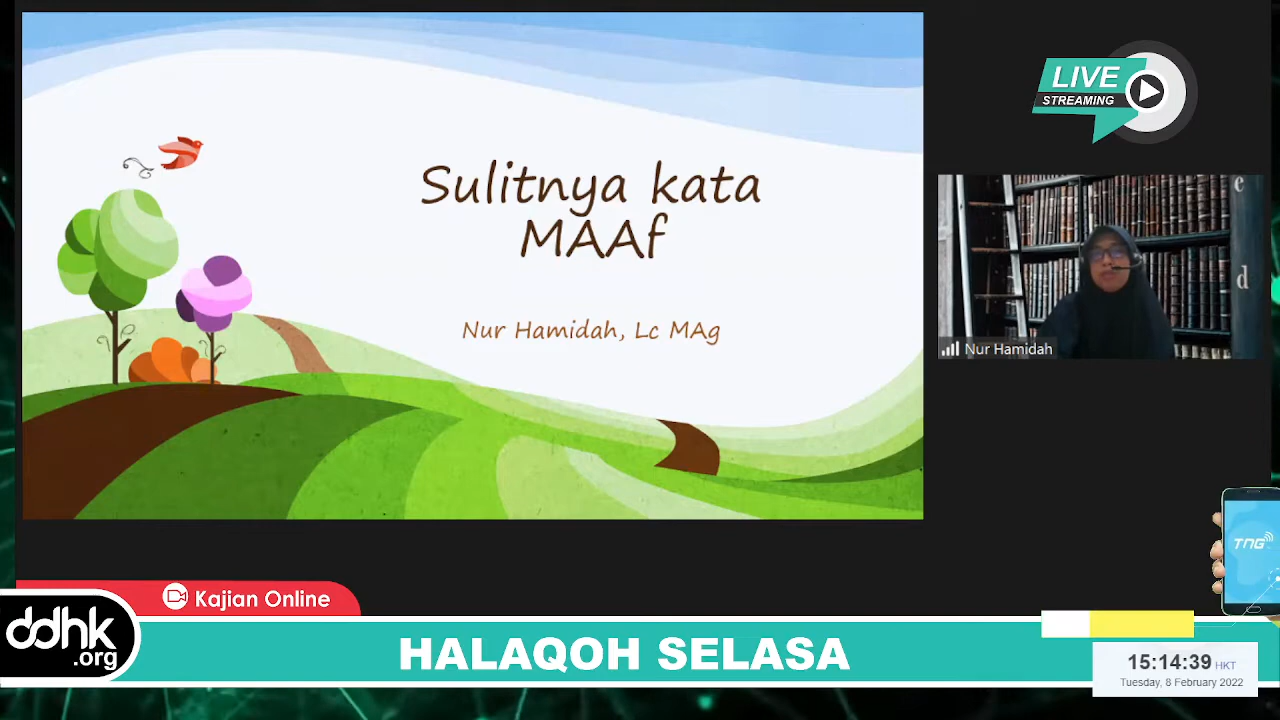 Sulitnya kata
MAAf
Nur Hamidah, Lc MAg
LIVE
STREAMING
e
d
Nur Hamidah
TNG
Kajian Online
ddhk
.org
HALAQOH SELASA
15:14:39 HKT
Tuesday, 8 February 2022